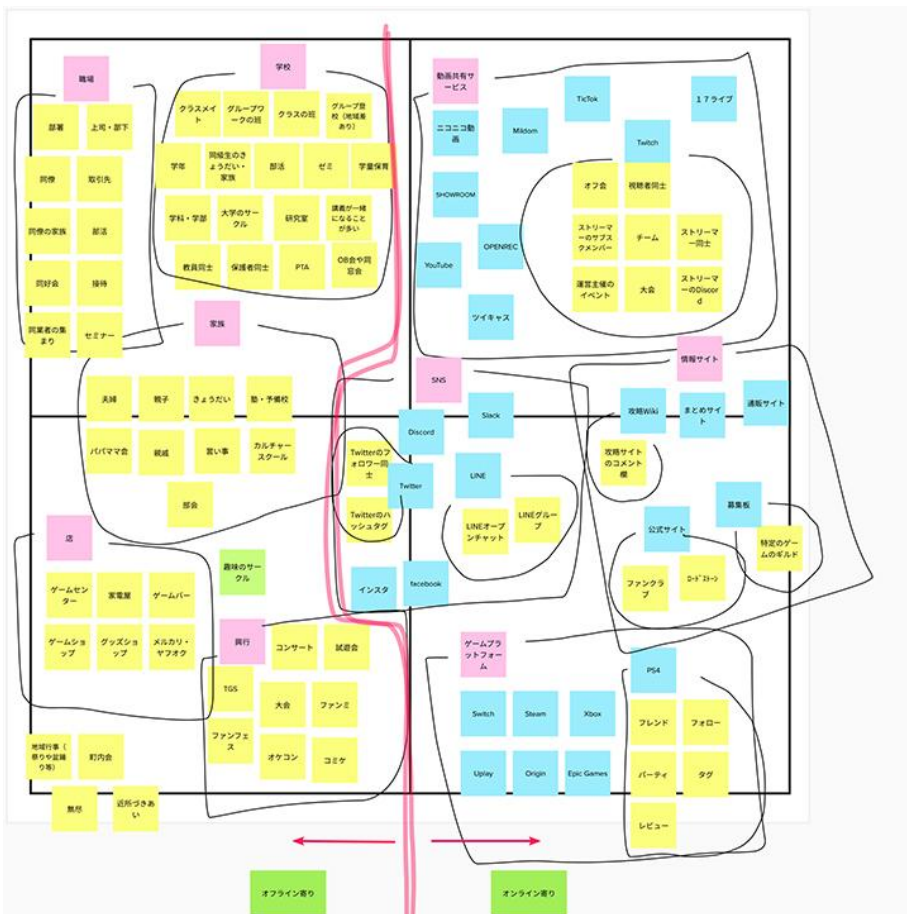 職場
部署
上司・部下
同僚
取引先
同僚の家族
部活
同好会
接待
同業者の集
まり
セミナー
学校
クラスメイ
ト
グループワ
ークの班
クラスの班
グループ登
校（地域差
あり）
学年
同級生のき
ょうだい・
家族
部活
ゼミ
学童保育
学科・学部
大学のサー
クル
研究室
講義が一緒
になること
が多い
教員同士
保護者同士
PTA
OB会や同
窓会
動画共有サ
ービス
ニコニコ動
画
Mildom
TicTok
17ライブ
Twitch
SHOWROOM
YouTube
OPENREC
ツイキャス
オフ会
視聴者同士
ストリーマ
ーのサブス
クメンバー
チーム
ストリーマ
ー同士
運営主催の
イベント
大会
ストリーマ
ーのDiscor
d
家族
夫婦
親子
きょうだい
塾・予備校
パパママ会
親戚
習い事
カルチャー
スクール
部会
SNS
Discord
Slack
Twitterのフ
ォロワー同
士
Twitter
LINE
Twitterのハ
ッシュタグ
LINEオープ
ンチャット
LINEグルー
プ
インスタ
facebook
情報サイト
攻略Wiki
まとめサイ
ト
通販サイト
攻略サイト
のコメント
欄
公式サイト
募集板
特定のゲー
ムのギルド
ファンクラ
ブ
ロードストーン
店
ゲームセン
ター
家電屋
ゲームバー
ゲームショ
ップ
グッズショ
ップ
メルカリ・
ヤフオク
趣味のサー
クル
興行
コンサート
試遊会
TGS
大会
ファンミ
ファンフェ
ス
オケコン
コミケ
地域行事（
祭りや盆踊
り等）
町内会
無尽
近所づきあ
い
ゲームプラ
ットフォー
ム
Switch
Steam
Xbox
Uplay
Origin
Epic Games
PS4
フレンド
フォロー
パーティ
タグ
レビュー
オフライン寄り
オンライン寄り